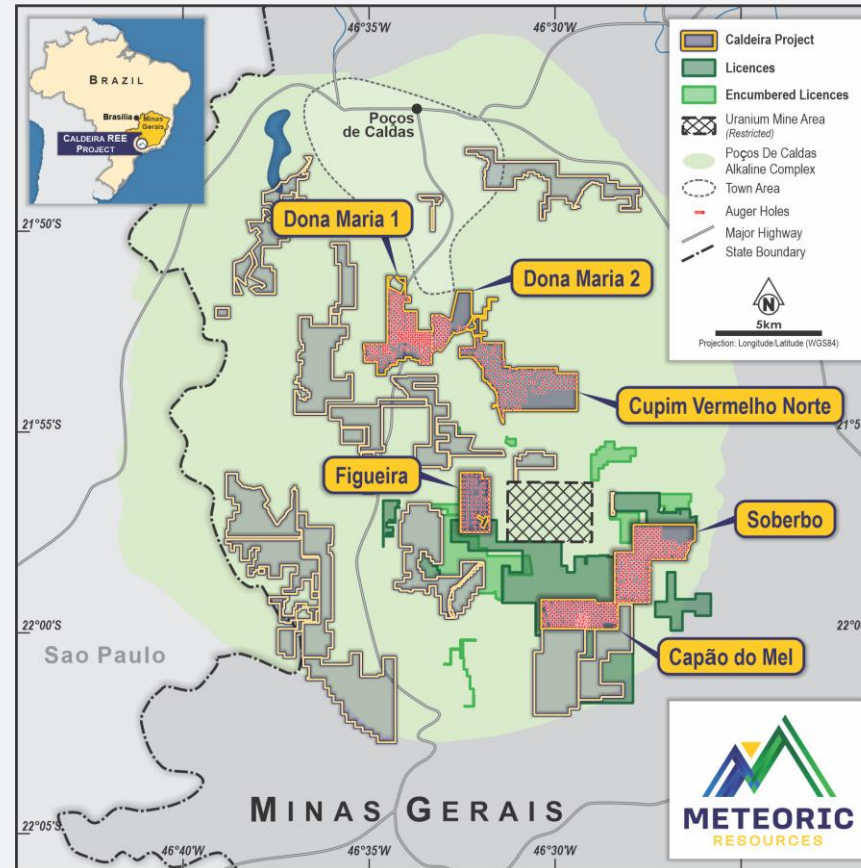 46°35'W
46°30'W
BRAZIL
Brasília
Minas
Gerais
CALDEIRA REE
PROJECT
Caldeira Project
Licences
Encumbered Licences
Uranium Mine Area
(Restricted)
Poços De Caldas
Alkaline Complex
Town Area
Auger Holes
Major Highway
State Boundary
N
5km
Projection: Longitude/Latitude (WGS84)
Poços
de Caldas
21°50'S
Dona Maria 1
Dona Maria 2
Cupim Vermelho Norte
21°55'S
21°5
Figueira
Soberbo
22°00'S
22°0
Sao Paulo
Capão do Mel
MINAS GERAIS
22°05'S
46°40'W
46°35'W
46°30'W
METEORIC
RESOURCES